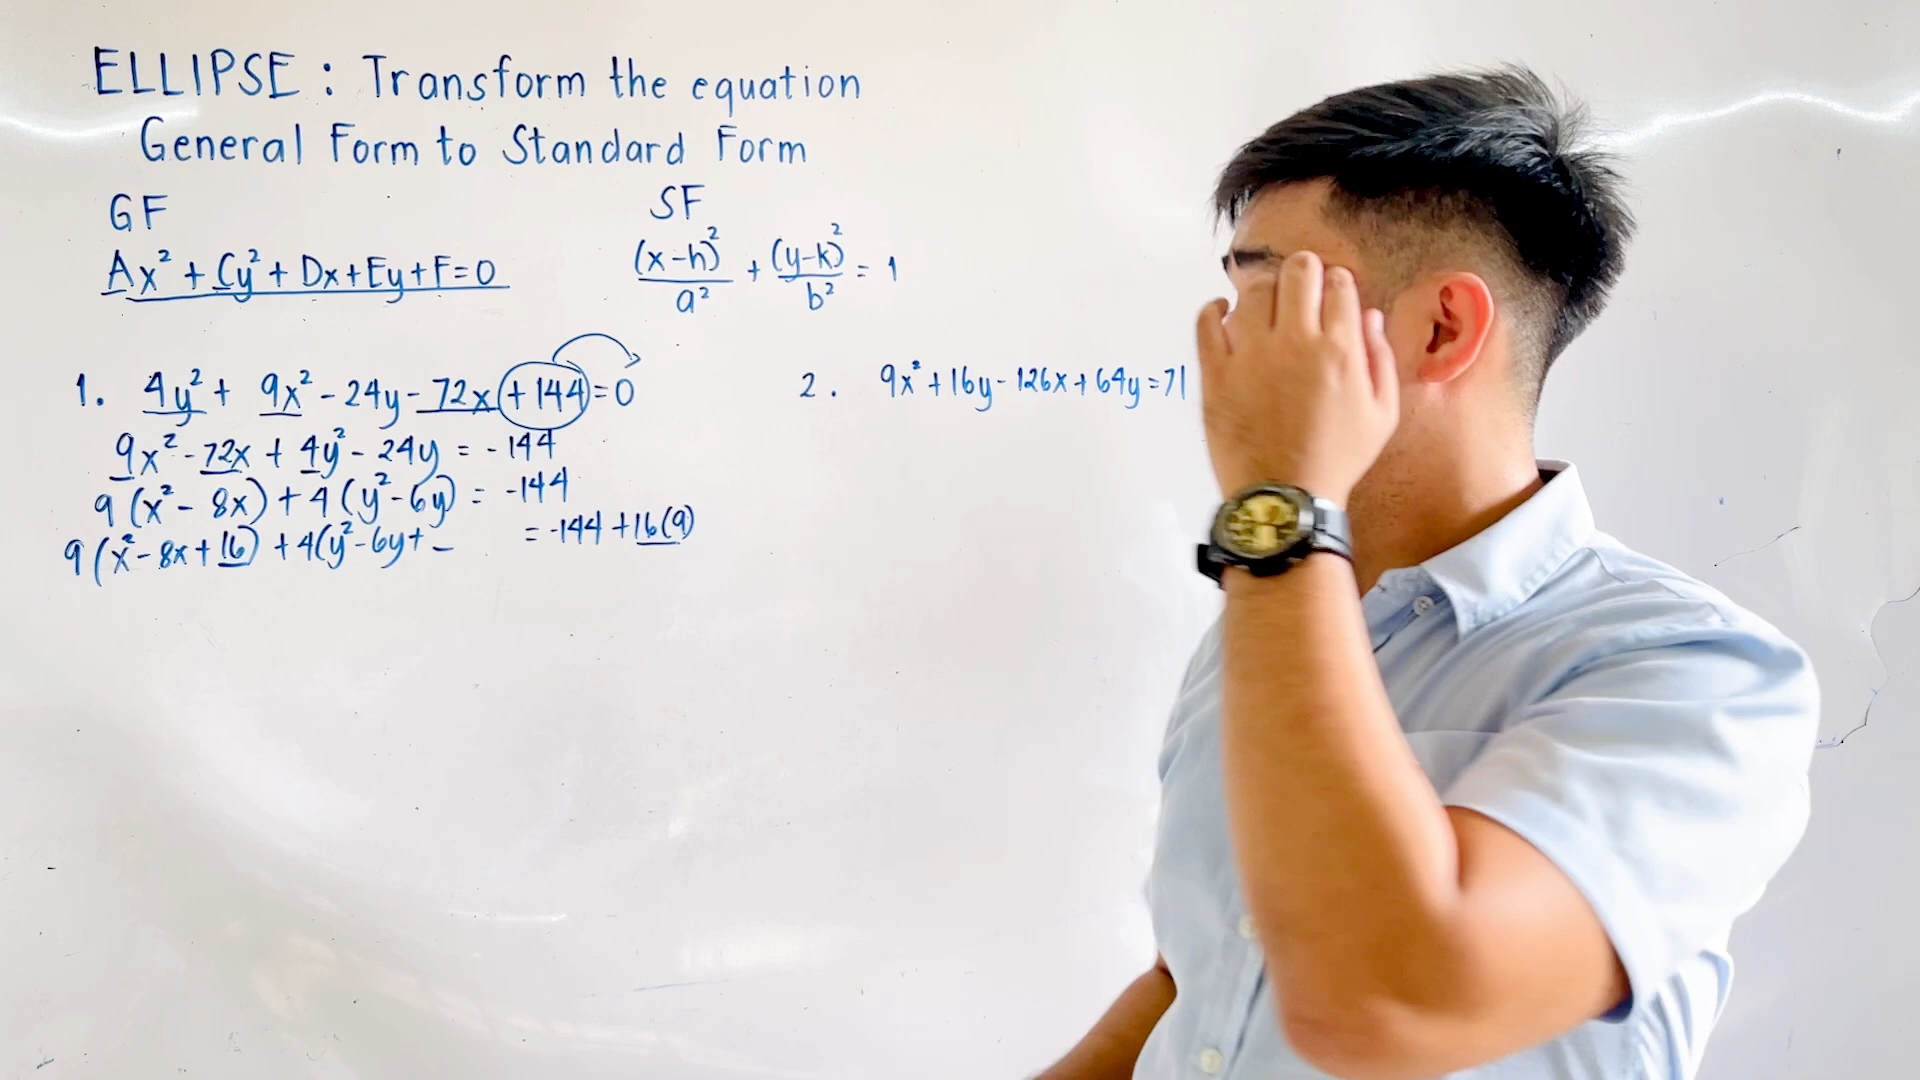 ELLIPSE : Transform the equation
General Form to Standard Form
GF
Ax² + Cy² + Dx + Ey + F = 0
SF
(x-h)²/a² + (y-k)²/b² = 1
1. 4y² + 9x² - 24y - 72x + 144 = 0
9x² - 72x + 4y² - 24y = -144
9(x² - 8x) + 4(y² - 6y) = -144
9(x² - 8x + 16) + 4(y² - 6y + _ = -144 + 16(9)
2. 9x² + 16y - 126x + 64y = 71